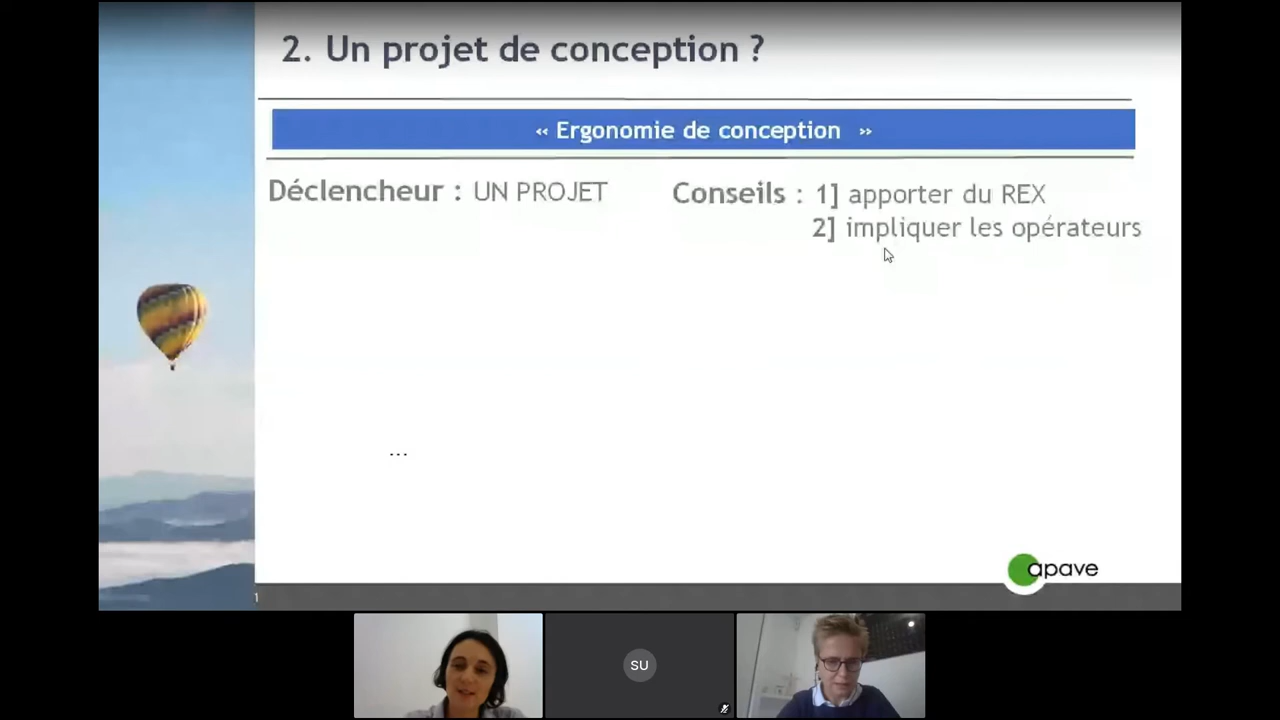 2. Un projet de conception ?
« Ergonomie de conception »
Déclencheur : UN PROJET
Conseils : 1] apporter du REX
2] impliquer les opérateurs
...
apave
1
SU